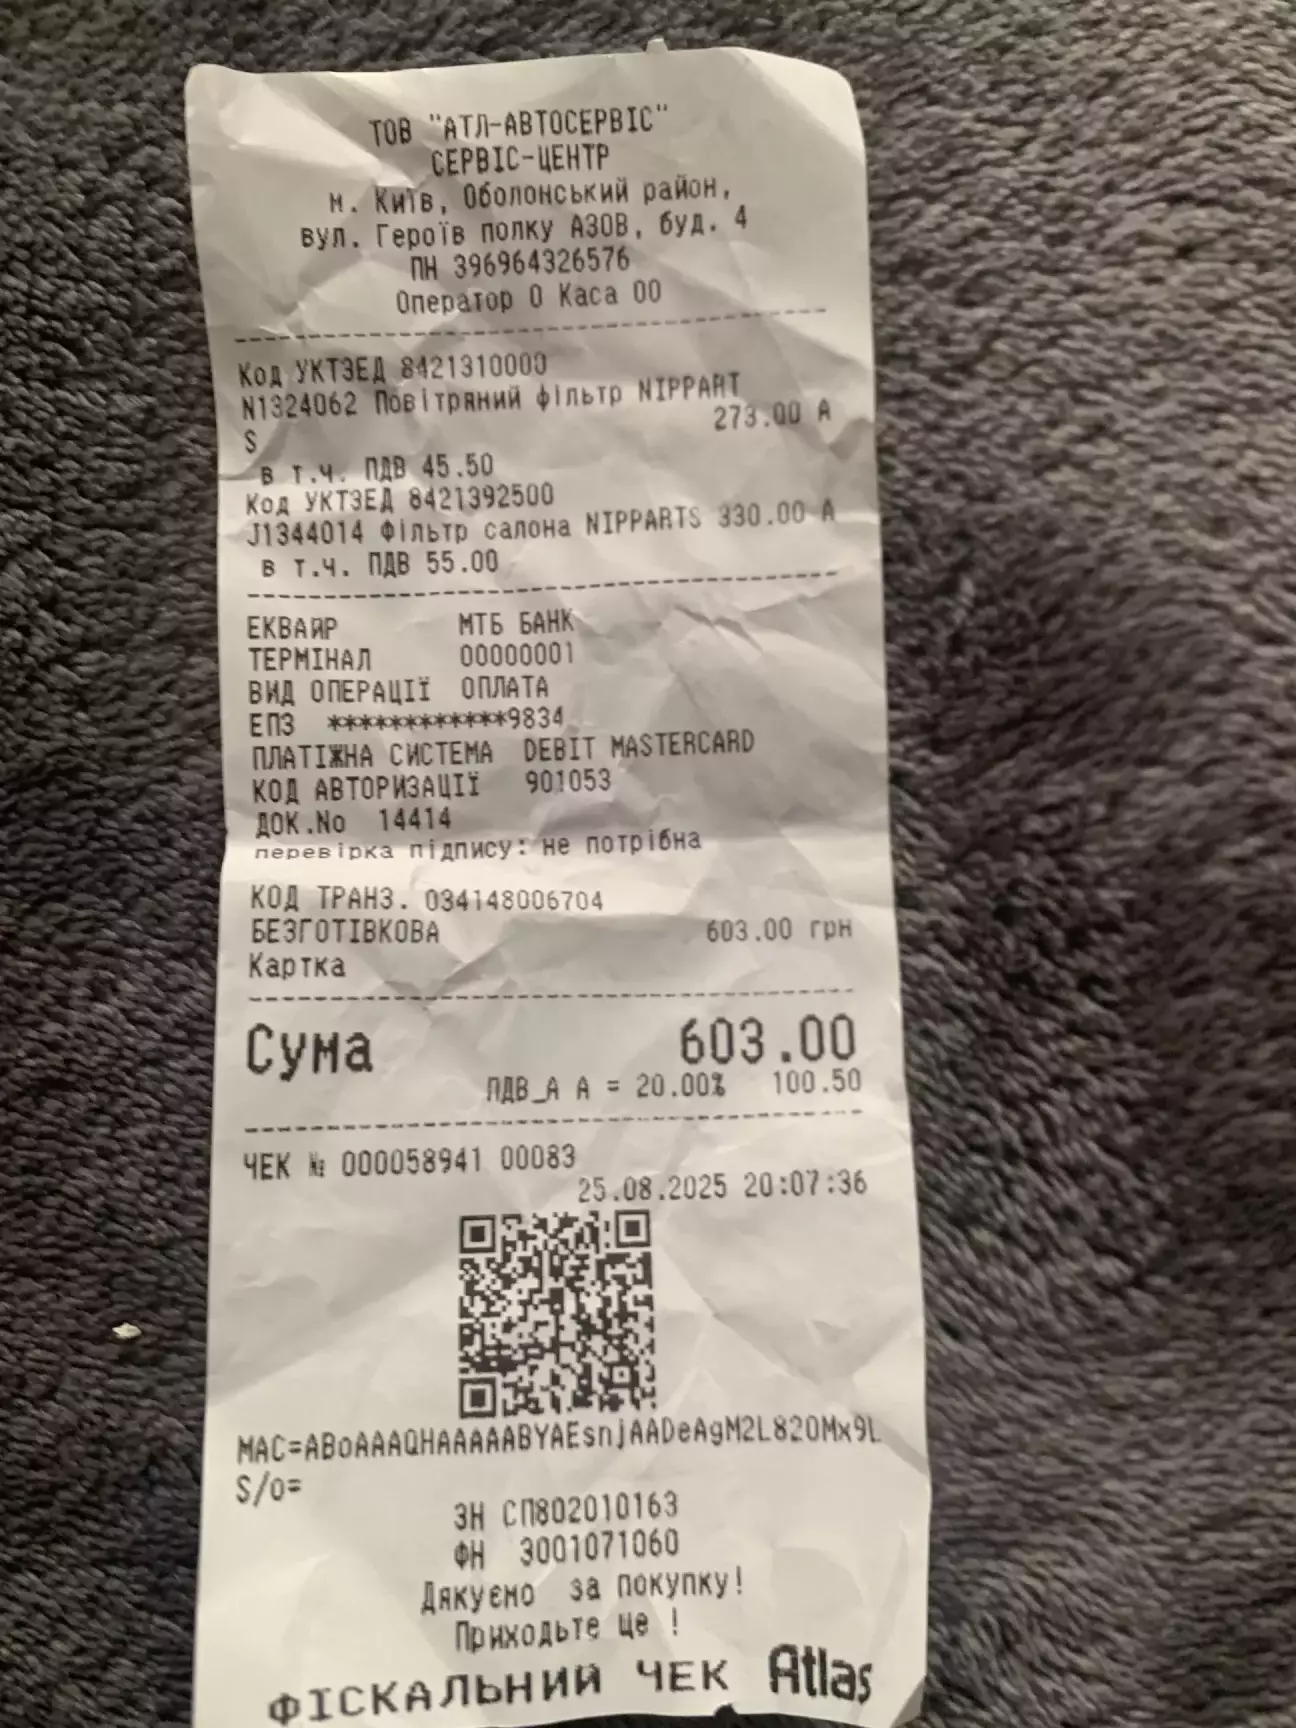 ТОВ "АТЛ-АВТОСЕРВІС"
СЕРВІС-ЦЕНТР
м. Київ, Оболонський район,
вул. Героїв полку АЗОВ, буд. 4
ПН 396964326576
Оператор 0 Каса 00
Код УКТЗЕД 8421310000
N1324062 Повітряний фільтр NIPPART
S 273.00 А
в т.ч. ПДВ 45.50
Код УКТЗЕД 8421392500
J1344014 Фільтр салона NIPPARTS 330.00 А
в т.ч. ПДВ 55.00
ЕКВАЙР МТБ БАНК
ТЕРМІНАЛ 00000001
ВИД ОПЕРАЦІЇ ОПЛАТА
ЕПЗ ************9834
ПЛАТІЖНА СИСТЕМА DEBIT MASTERCARD
КОД АВТОРИЗАЦІЇ 901053
ДОК.No 14414
перевірка підпису: не потрібна
КОД ТРАНЗ. 034148006704
БЕЗГОТІВКОВА 603.00 грн
Картка
Сума 603.00
ПДВ_А А = 20.00% 100.50
ЧЕК № 000058941 00083
25.08.2025 20:07:36
MAC=ABoAAAQHAAAAABYAEsnjAADeAgM2L820Mx9L
S/o=
ЗН СП802010163
ФН 3001071060
Дякуємо за покупку!
Приходьте ще !
ФІСКАЛЬНИЙ ЧЕК Atlas